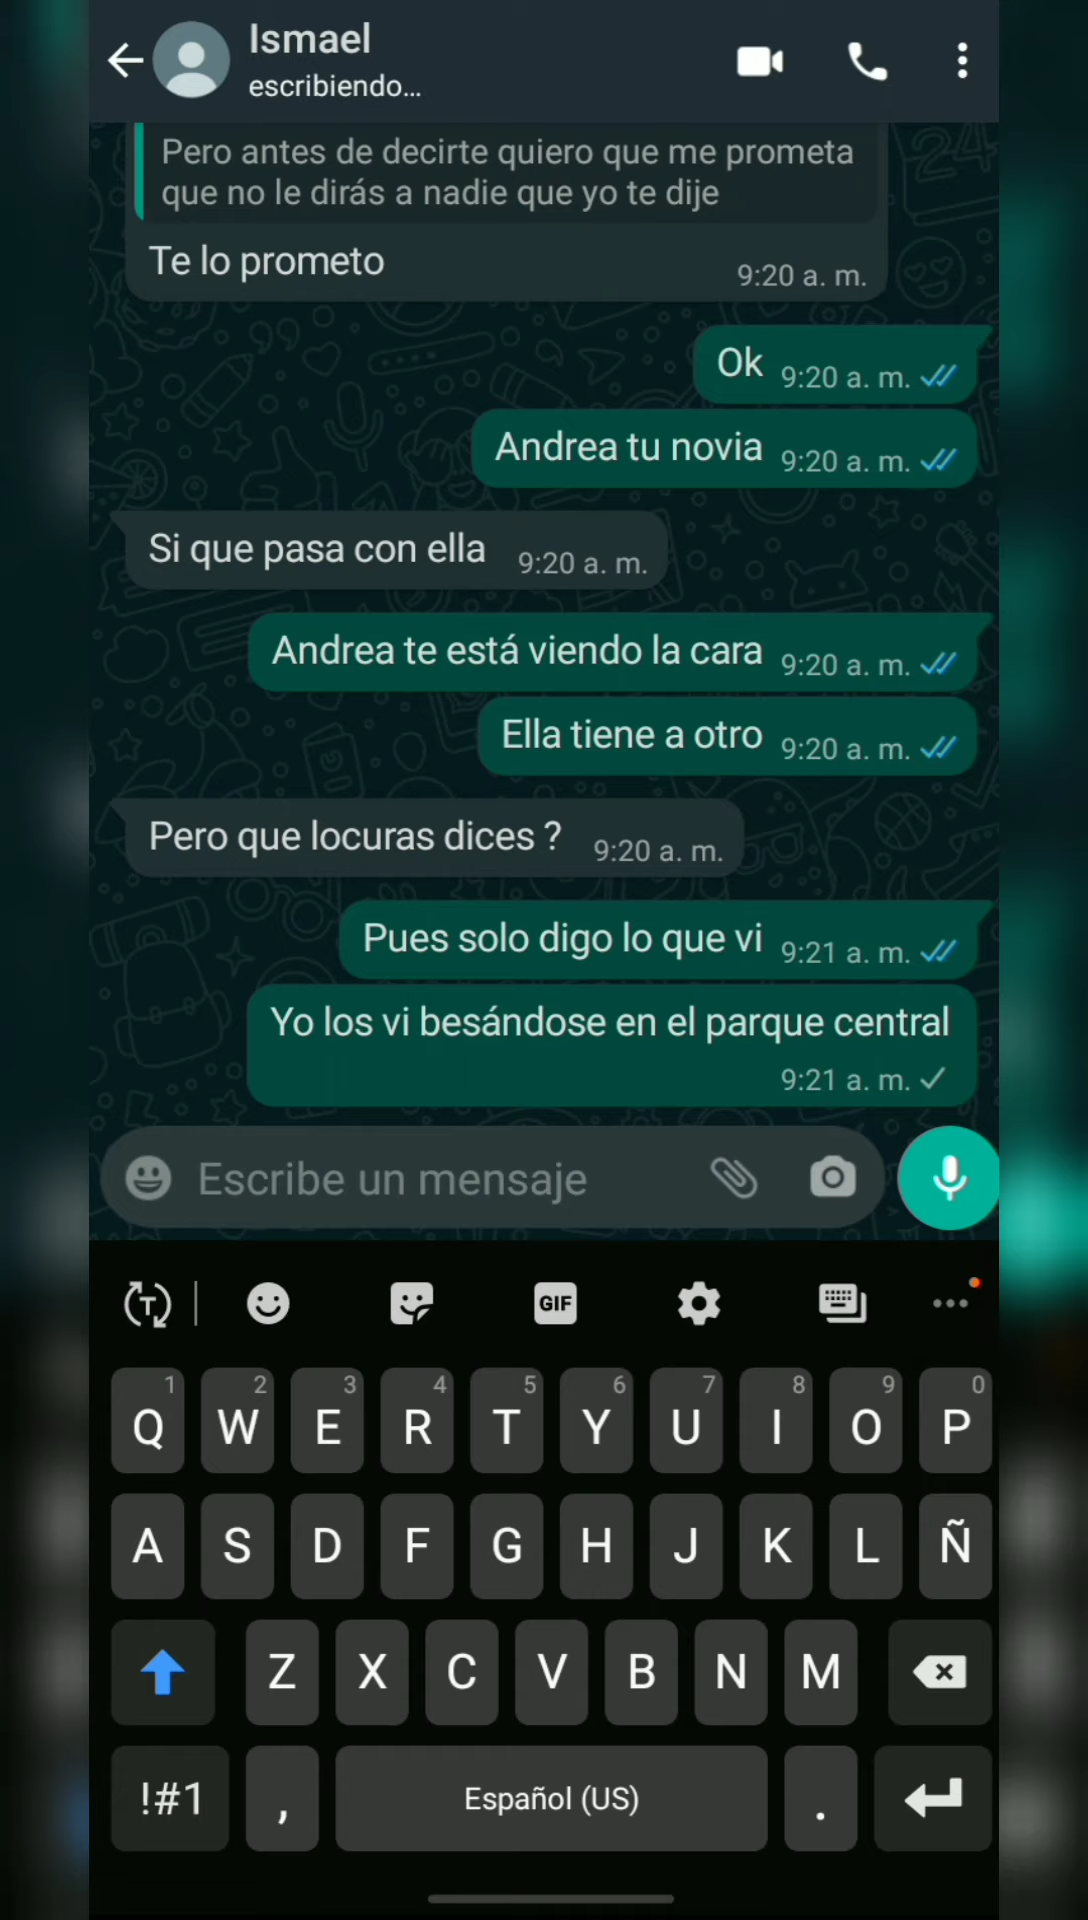 Ismael
escribiendo...
Pero antes de decirte quiero que me prometa
que no le dirás a nadie que yo te dije
Te lo prometo
9:20 a. m.
Ok 9:20 a. m.
Andrea tu novia 9:20 a. m.
Si que pasa con ella 9:20 a. m.
Andrea te está viendo la cara 9:20 a. m.
Ella tiene a otro 9:20 a. m.
Pero que locuras dices ? 9:20 a. m.
Pues solo digo lo que vi 9:21 a. m.
Yo los vi besándose en el parque central
9:21 a. m.
Escribe un mensaje
T GIF
1 2 3 4 5 6 7 8 9 0
Q W E R T Y U I O P
A S D F G H J K L Ñ
Z X C V B N M
!#1 , Español (US) .